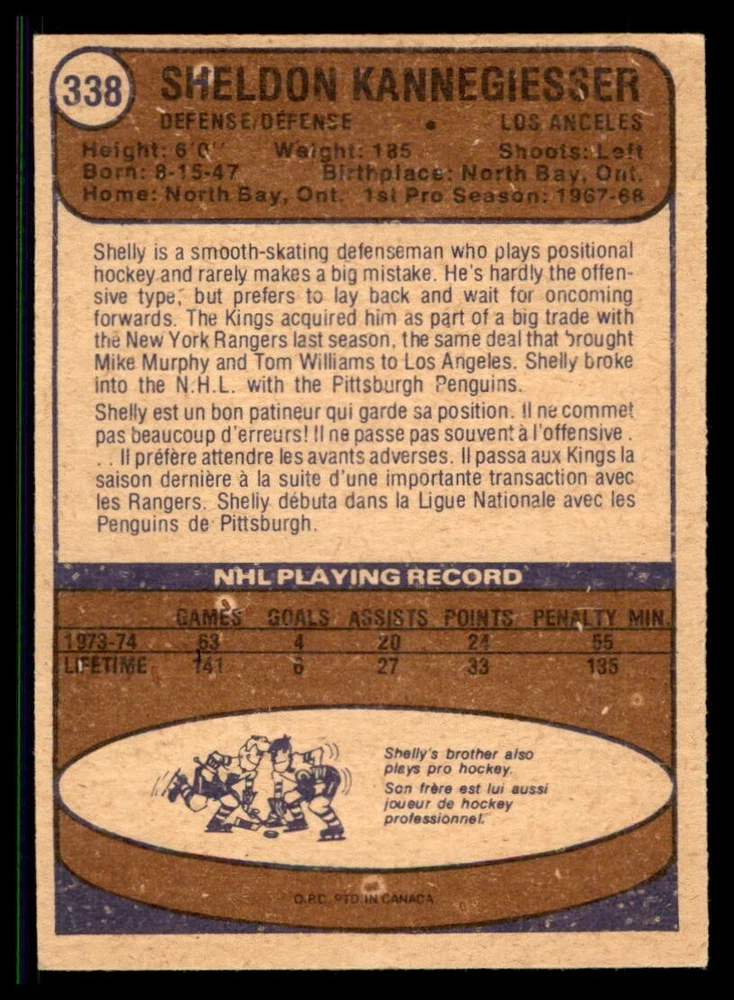 338
SHELDON KANNEGIESSER
DEFENSE/DÉFENSE • LOS ANGELES
Height: 6'0" Weight: 185 Shoots: Left
Born: 8-15-47 Birthplace: North Bay, Ont.
Home: North Bay, Ont. 1st Pro Season: 1967-68
Shelly is a smooth-skating defenseman who plays positional
hockey and rarely makes a big mistake. He's hardly the offen-
sive type, but prefers to lay back and wait for oncoming
forwards. The Kings acquired him as part of a big trade with
the New York Rangers last season, the same deal that brought
Mike Murphy and Tom Williams to Los Angeles. Shelly broke
into the N.H.L. with the Pittsburgh Penguins.
Shelly est un bon patineur qui garde sa position. Il ne commet
pas beaucoup d'erreurs! Il ne passe pas souvent à l'offensive .
. . Il préfère attendre les avants adverses. Il passa aux Kings la
saison dernière à la suite d'une importante transaction avec
les Rangers. Shelly débuta dans la Ligue Nationale avec les
Penguins de Pittsburgh.
NHL PLAYING RECORD
GAMES GOALS ASSISTS POINTS PENALTY MIN.
1973-74 63 4 20 24 55
LIFETIME 141 6 27 33 135
Shelly's brother also
plays pro hockey.
Son frère est lui aussi
joueur de hockey
professionnel.
O.P.C. PTD. IN CANADA